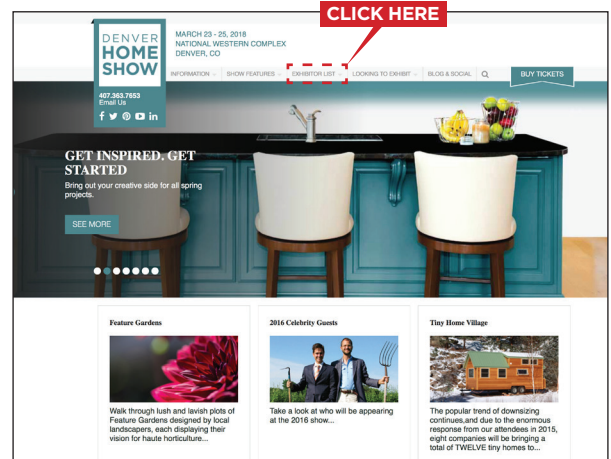 CLICK HERE
DENVER
HOME
SHOW
MARCH 23 - 25, 2018
NATIONAL WESTERN COMPLEX
DENVER, CO
INFORMATION
SHOW FEATURES
EXHIBITOR LIST
LOOKING TO EXHIBIT
BLOG & SOCIAL
BUY TICKETS
407.363.7653
Email Us
GET INSPIRED. GET
STARTED
Bring out your creative side for all spring
projects.
SEE MORE
Feature Gardens
Walk through lush and lavish plots of
Feature Gardens designed by local
landscapers, each displaying their
vision for haute horticulture...
2016 Celebrity Guests
Take a look at who will be appearing
at the 2016 show...
Tiny Home Village
The popular trend of downsizing
continues,and due to the enormous
response from our attendees in 2015,
eight companies will be bringing a
total of TWELVE tiny homes to...